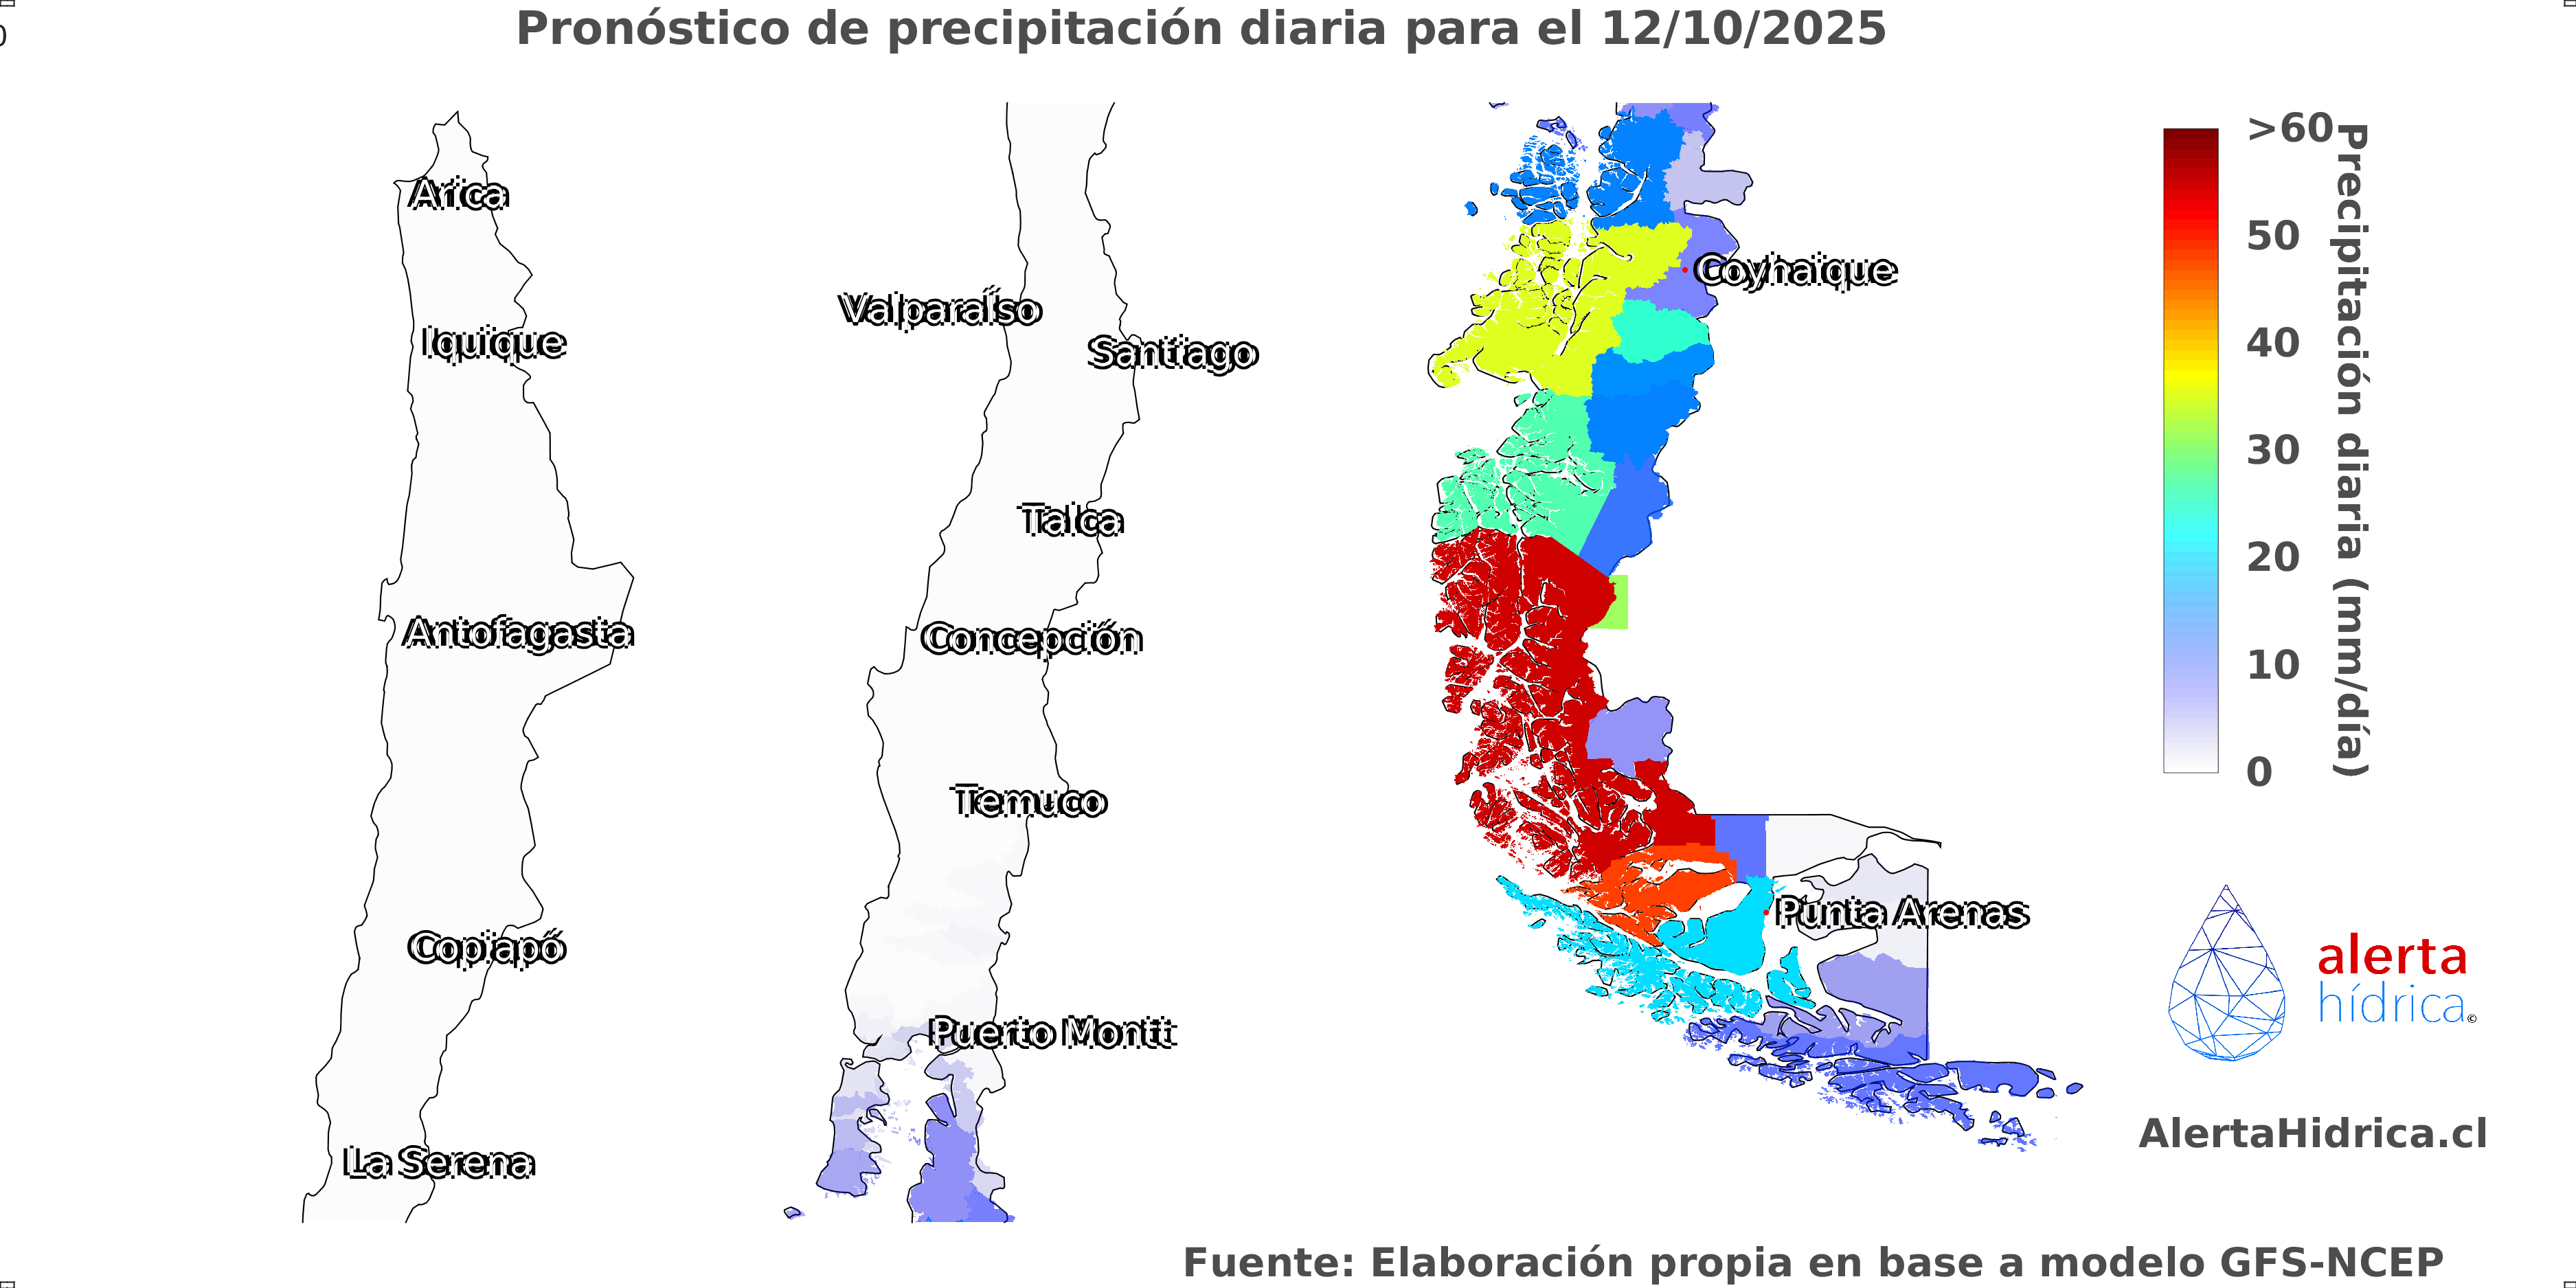 Pronóstico de precipitación diaria para el 12/10/2025
0
Arica
Iquique
Antofagasta
Copiapó
La Serena
Valparaíso
Santiago
Talca
Concepción
Temuco
Puerto Montt
Coyhaique
Punta Arenas
>60
50
40
30
20
10
0
Precipitación diaria (mm/día)
alerta
hídrica©
AlertaHidrica.cl
Fuente: Elaboración propia en base a modelo GFS-NCEP